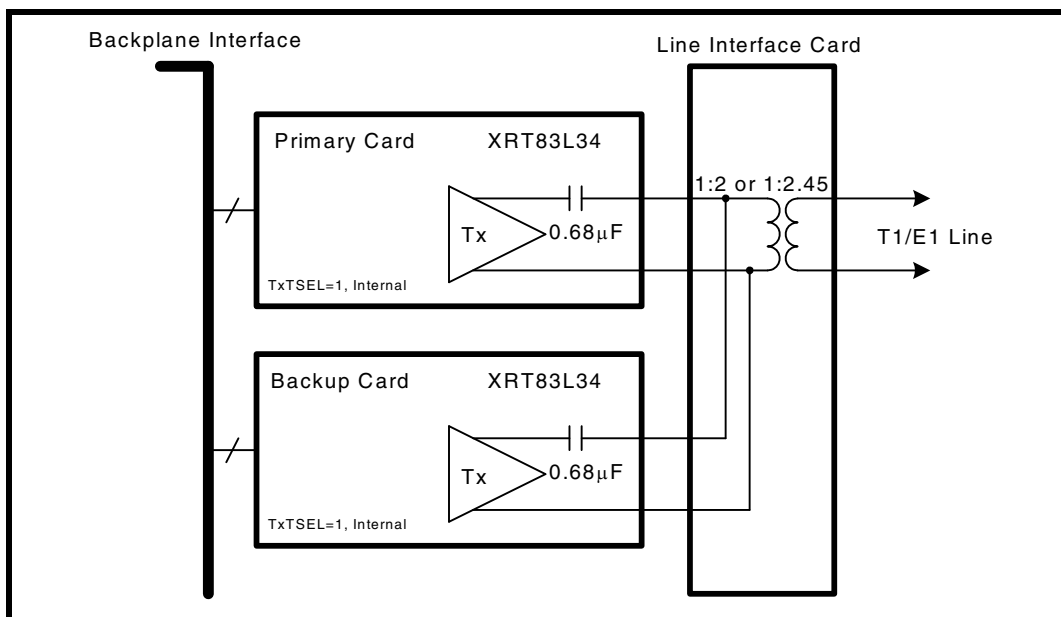 Backplane Interface
Line Interface Card
Primary Card
XRT83L34
1:2 or 1:2.45
Tx
0.68μF
T1/E1 Line
TxTSEL=1, Internal
Backup Card
XRT83L34
Tx
0.68μF
TxTSEL=1, Internal